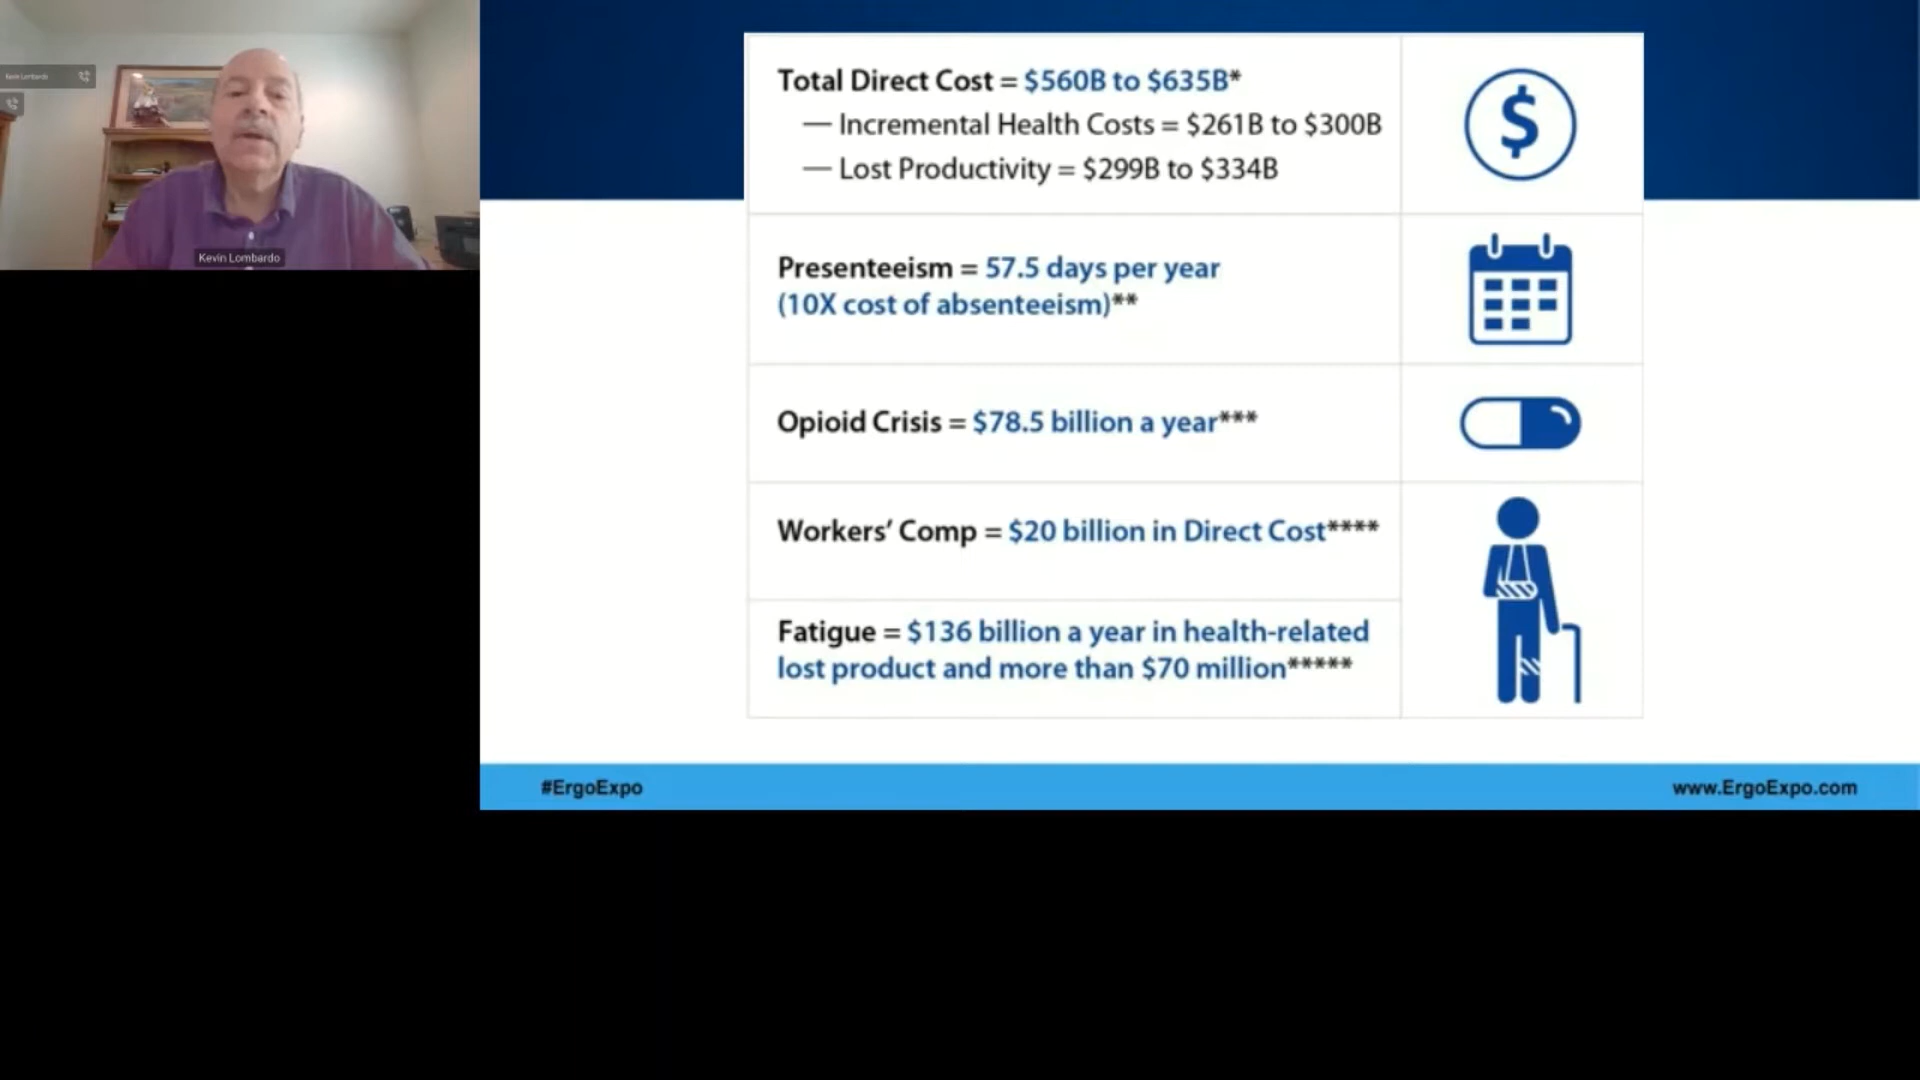 Kevin Lombardo
Kevin Lombardo
Total Direct Cost = $560B to $635B*
— Incremental Health Costs = $261B to $300B
— Lost Productivity = $299B to $334B
$
Presenteeism = 57.5 days per year
(10X cost of absenteeism)**
Opioid Crisis = $78.5 billion a year***
Workers' Comp = $20 billion in Direct Cost****
Fatigue = $136 billion a year in health-related
lost product and more than $70 million*****
#ErgoExpo
www.ErgoExpo.com